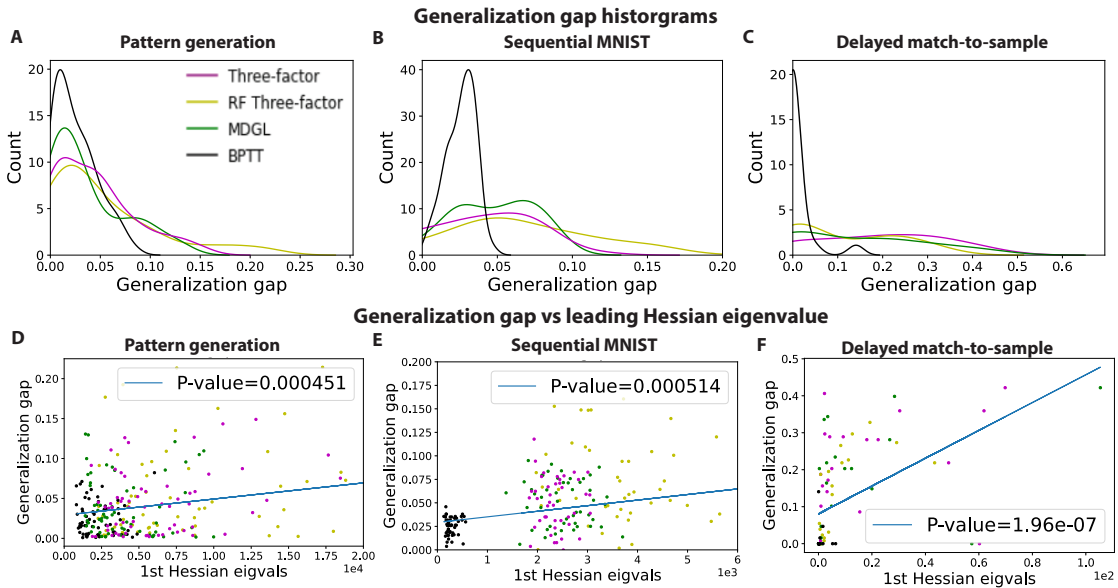 Generalization gap historgrams
A
Pattern generation
B
Sequential MNIST
C
Delayed match-to-sample
20
15
10
5
0
Count
Three-factor
RF Three-factor
MDGL
BPTT
0.00 0.05 0.10 0.15 0.20 0.25 0.30
Generalization gap
40
30
20
10
0
Count
0.00 0.05 0.10 0.15 0.20
Generalization gap
20
15
10
5
0
Count
0.0 0.1 0.2 0.3 0.4 0.5 0.6
Generalization gap
Generalization gap vs leading Hessian eigenvalue
D
Pattern generation
E
Sequential MNIST
F
Delayed match-to-sample
0.20
0.15
0.10
0.05
0.00
Generalization gap
P-value=0.000451
0.00 0.25 0.50 0.75 1.00 1.25 1.50 1.75 2.00
1e4
1st Hessian eigvals
0.200
0.175
0.150
0.125
0.100
0.075
0.050
0.025
0.000
Generalization gap
P-value=0.000514
0 1 2 3 4 5 6
1e3
1st Hessian eigvals
0.5
0.4
0.3
0.2
0.1
0.0
Generalization gap
P-value=1.96e-07
0.0 0.2 0.4 0.6 0.8 1.0
1e2
1st Hessian eigvals